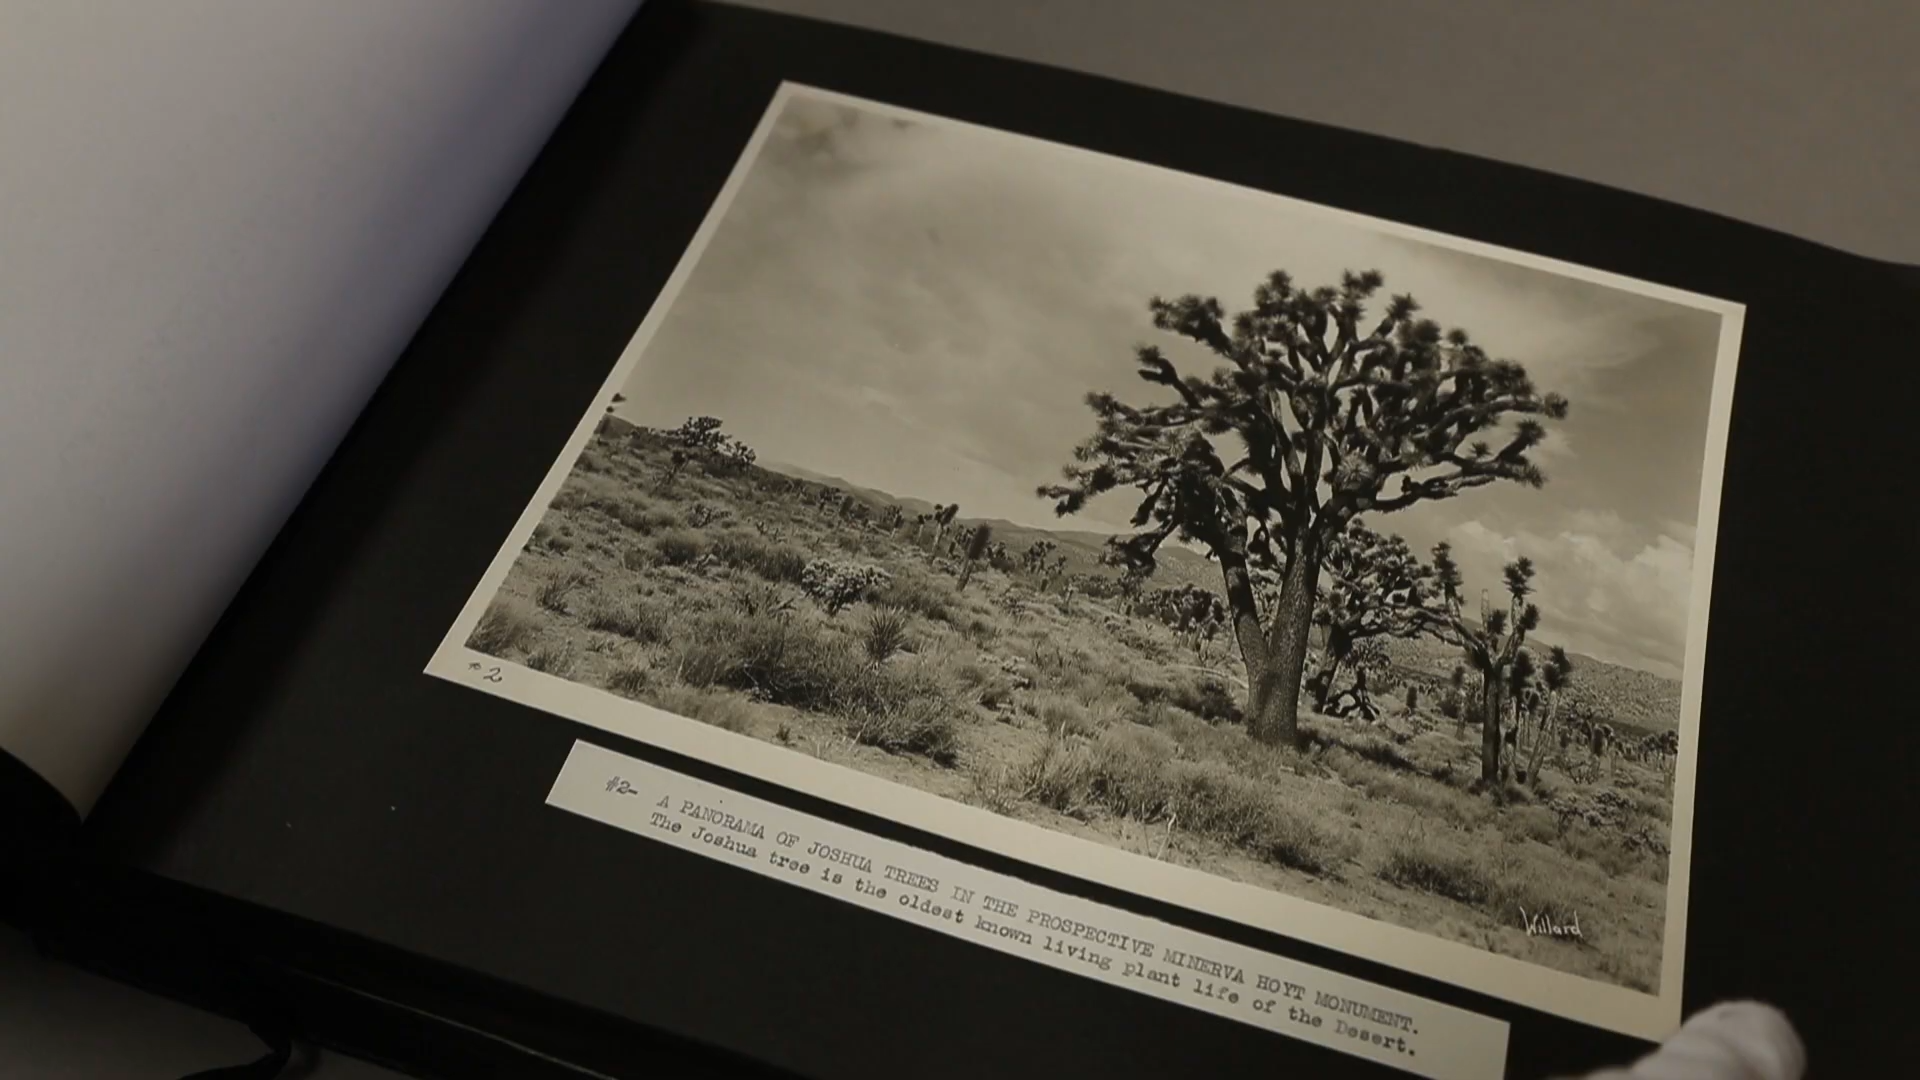 Willard
#2
#2- A PANORAMA OF JOSHUA TREES IN THE PROSPECTIVE MINERVA HOYT MONUMENT.
The Joshua tree is the oldest known living plant life of the Desert.